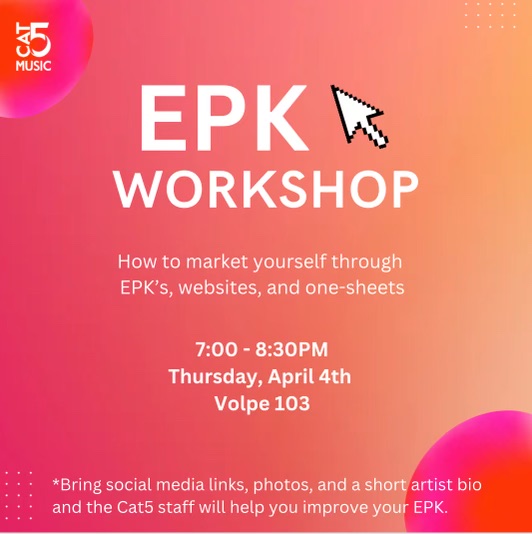 CAT 5
MUSIC
EPK
WORKSHOP
How to market yourself through
EPK's, websites, and one-sheets
7:00 - 8:30PM
Thursday, April 4th
Volpe 103
*Bring social media links, photos, and a short artist bio
and the Cat5 staff will help you improve your EPK.